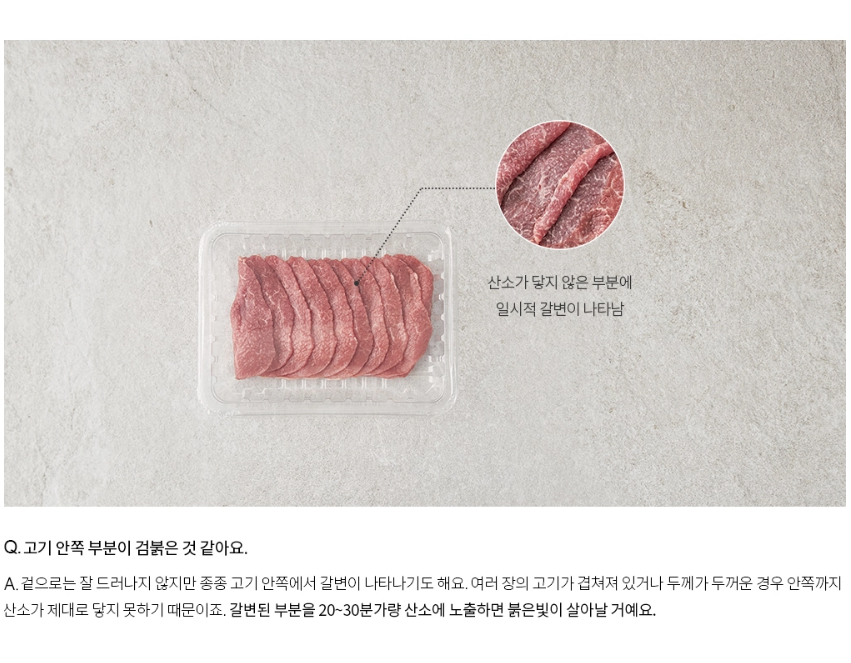 산소가 닿지 않은 부분에
일시적 갈변이 나타남
Q. 고기 안쪽 부분이 검붉은 것 같아요.
A. 겉으로는 잘 드러나지 않지만 종종 고기 안쪽에서 갈변이 나타나기도 해요. 여러 장의 고기가 겹쳐져 있거나 두께가 두꺼운 경우 안쪽까지
산소가 제대로 닿지 못하기 때문이죠. 갈변된 부분을 20~30분가량 산소에 노출하면 붉은빛이 살아날 거예요.